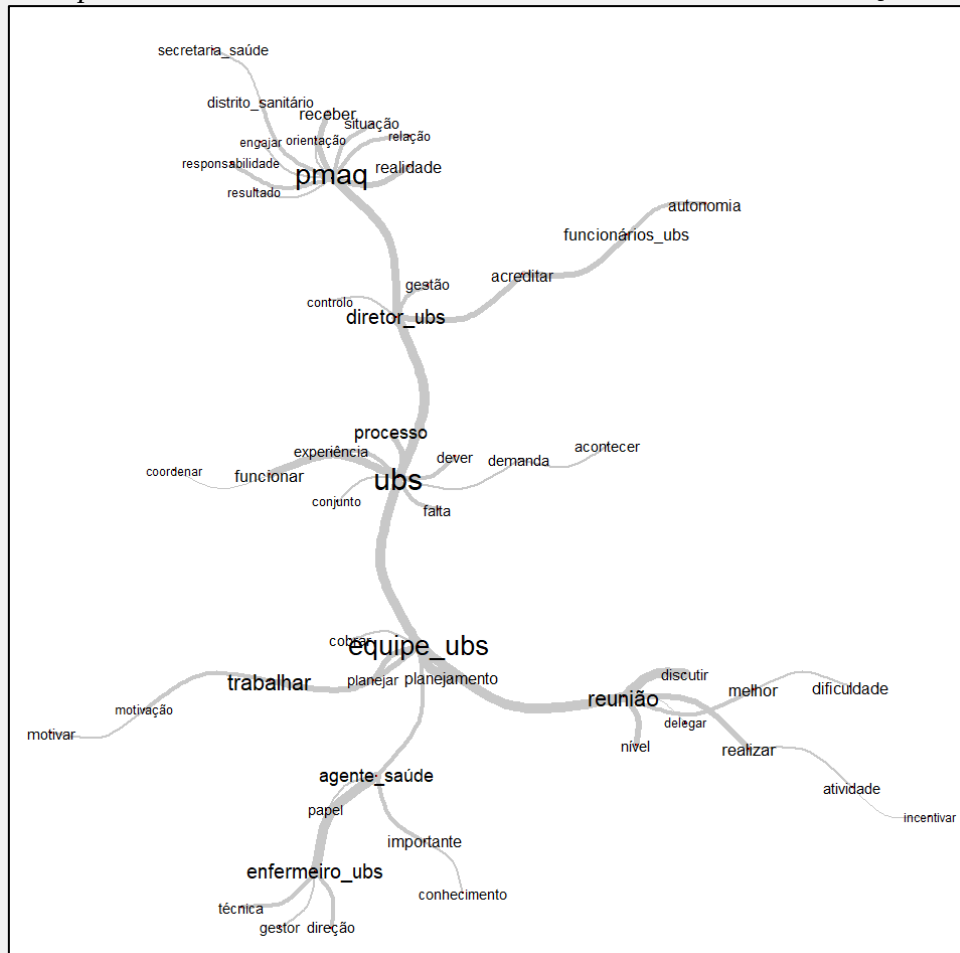 secretaria_saúde
distrito_sanitário
receber
situação
engajar
orientação
relação
responsabilidade
realidade
pmaq
resultado
autonomia
funcionários_ubs
acreditar
gestão
controlo
diretor_ubs
processo
experiência
dever
demanda
acontecer
coordenar
funcionar
ubs
conjunto
falta
cobrar
equipe_ubs
trabalhar
planejar
planejamento
discutir
reunião
melhor
dificuldade
motivação
delegar
motivar
nível
realizar
agente_saúde
atividade
papel
incentivar
importante
enfermeiro_ubs
conhecimento
técnica
gestor
direção